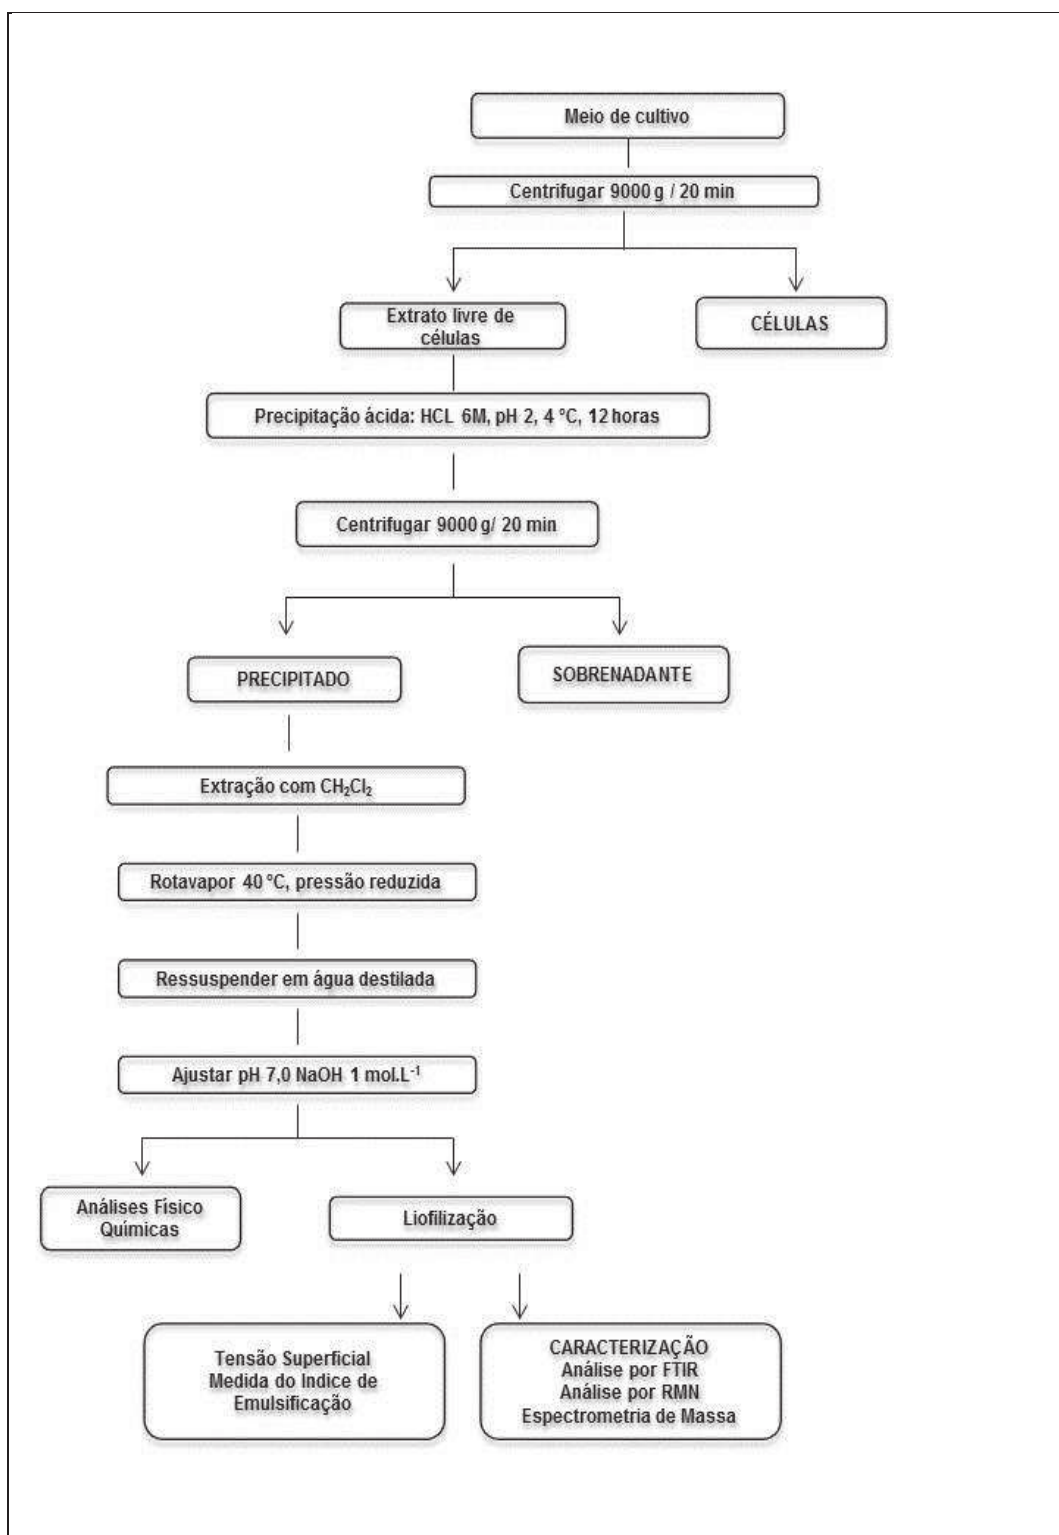 Meio de cultivo
Centrifugar 9000 g / 20 min
Extrato livre de
células
CÉLULAS
Precipitação ácida: HCL 6M, pH 2, 4 °C, 12 horas
Centrifugar 9000 g/ 20 min
PRECIPITADO
SOBRENADANTE
Extração com CH₂Cl₂
Rotavapor 40 °C, pressão reduzida
Ressuspender em água destilada
Ajustar pH 7,0 NaOH 1 mol.L⁻¹
Análises Físico
Químicas
Liofilização
Tensão Superficial
Medida do Indice de
Emulsificação
CARACTERIZAÇÃO
Análise por FTIR
Análise por RMN
Espectrometria de Massa